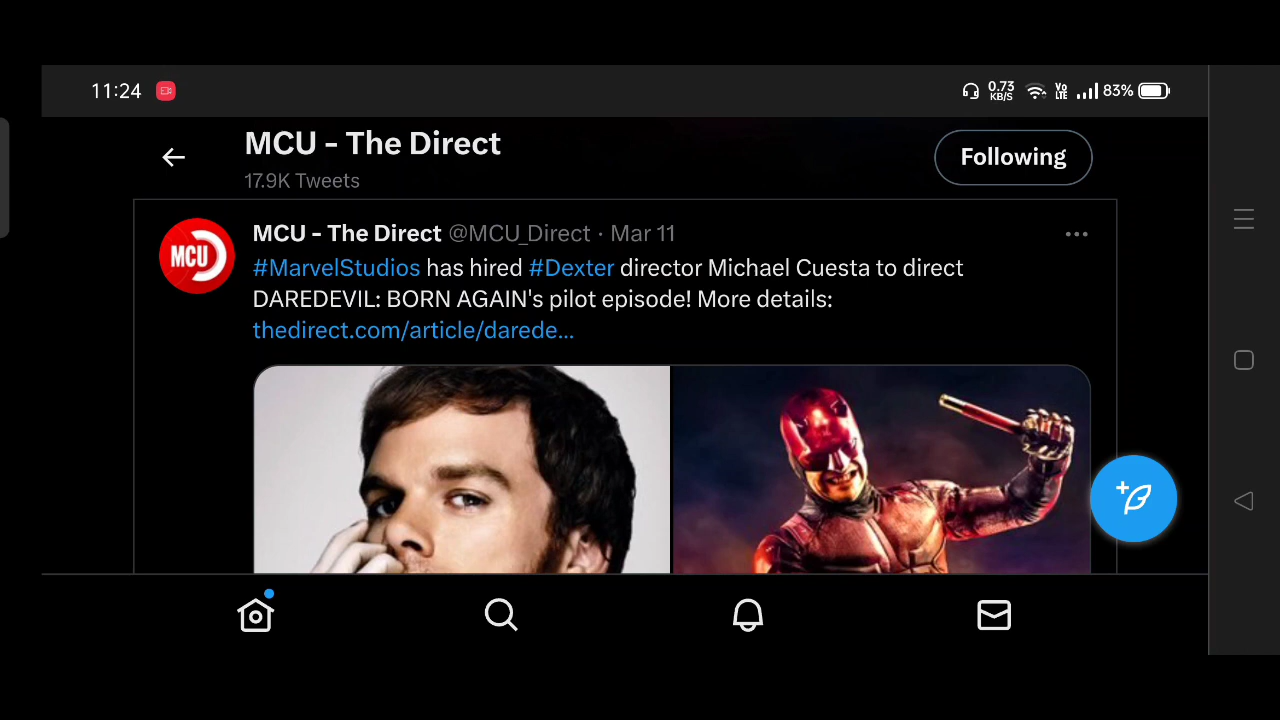 11:24
0.73 KB/S
Vo LTE
83%
MCU - The Direct
17.9K Tweets
Following
MCU
MCU - The Direct @MCU_Direct · Mar 11
#MarvelStudios has hired #Dexter director Michael Cuesta to direct
DAREDEVIL: BORN AGAIN's pilot episode! More details:
thedirect.com/article/darede...